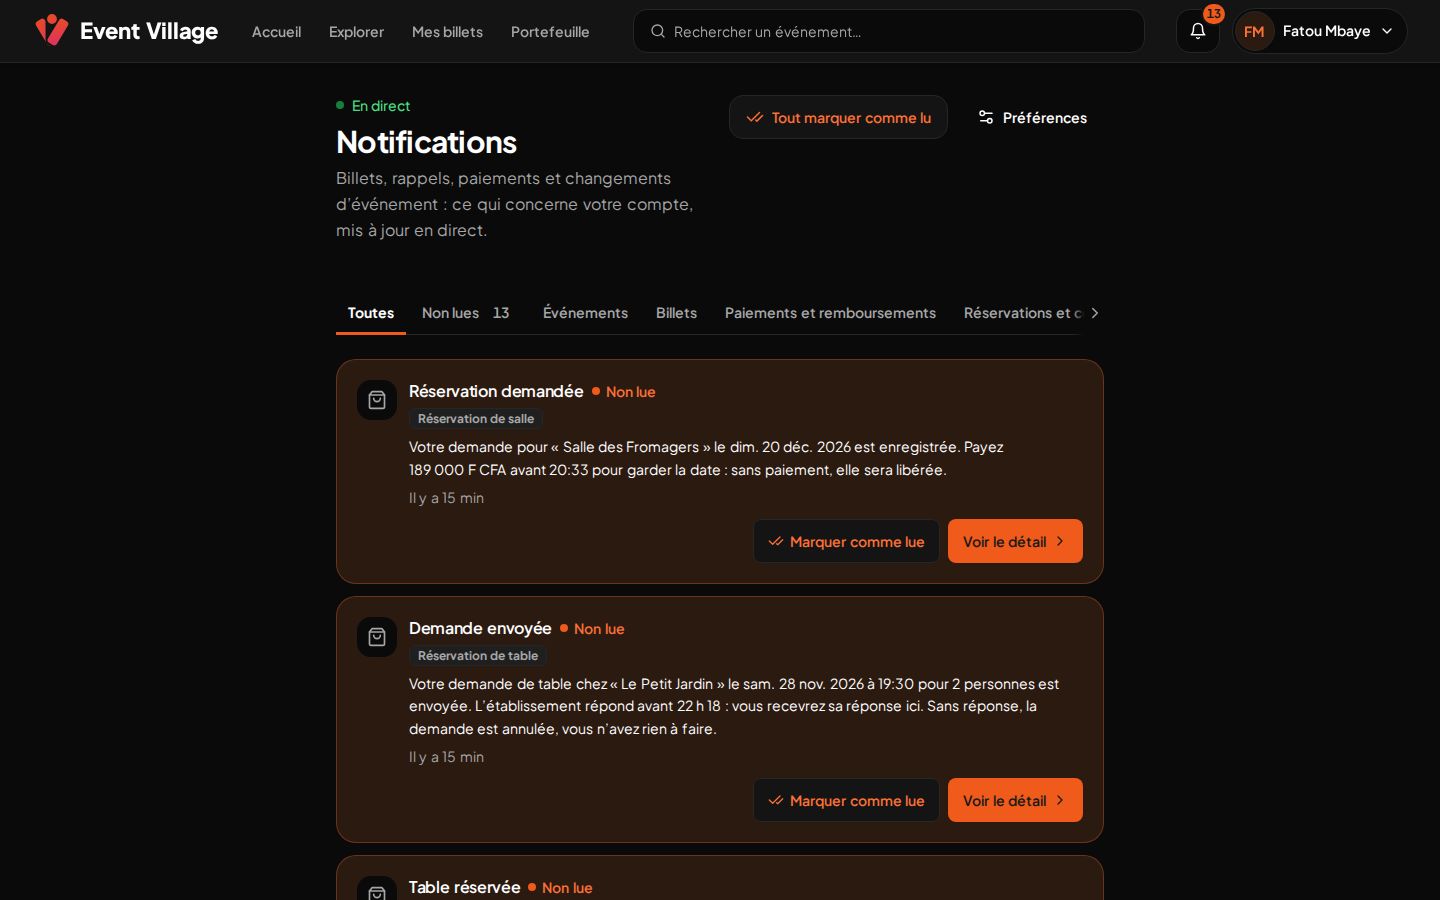 Event Village
Accueil
Explorer
Mes billets
Portefeuille
Rechercher un événement…
13
FM
Fatou Mbaye
En direct
Notifications
Billets, rappels, paiements et changements
d’événement : ce qui concerne votre compte,
mis à jour en direct.
Tout marquer comme lu
Préférences
Toutes
Non lues 13
Événements
Billets
Paiements et remboursements
Réservations et
Réservation demandée
Non lue
Réservation de salle
Votre demande pour « Salle des Fromagers » le dim. 20 déc. 2026 est enregistrée. Payez
189 000 F CFA avant 20:33 pour garder la date : sans paiement, elle sera libérée.
Il y a 15 min
Marquer comme lue
Voir le détail
Demande envoyée
Non lue
Réservation de table
Votre demande de table chez « Le Petit Jardin » le sam. 28 nov. 2026 à 19:30 pour 2 personnes est
envoyée. L’établissement répond avant 22 h 18 : vous recevrez sa réponse ici. Sans réponse, la
demande est annulée, vous n’avez rien à faire.
Il y a 15 min
Marquer comme lue
Voir le détail
Table réservée
Non lue